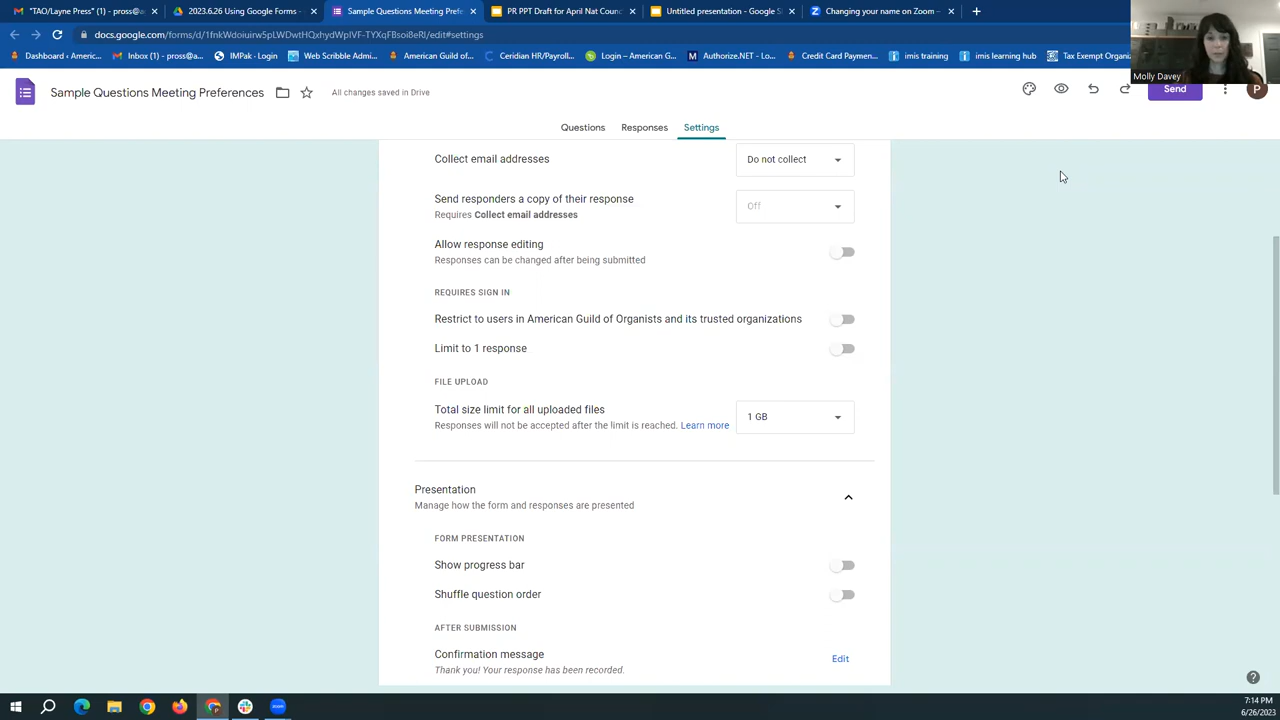 "TAO/Layne Press" (1) - pross@a
2023.6.26 Using Google Forms -
Sample Questions Meeting Prefe
PR PPT Draft for April Nat Counc
Untitled presentation - Google S
Changing your name on Zoom -
docs.google.com/forms/d/1fnkWdoiuirw5pLWDwtHQxhydWpIVF-TYXqFBsoi8eRI/edit#settings
Dashboard ‹ Americ...
Inbox (1) - pross@a...
IMPak - Login
Web Scribble Admi...
American Guild of...
Ceridian HR/Payroll...
Login – American G...
Authorize.NET - Lo...
Credit Card Paymen...
imis training
imis learning hub
Tax Exempt Organiz
Molly Davey
Sample Questions Meeting Preferences
All changes saved in Drive
Send
P
Questions
Responses
Settings
Collect email addresses
Do not collect
Send responders a copy of their response
Requires Collect email addresses
Off
Allow response editing
Responses can be changed after being submitted
REQUIRES SIGN IN
Restrict to users in American Guild of Organists and its trusted organizations
Limit to 1 response
FILE UPLOAD
Total size limit for all uploaded files
Responses will not be accepted after the limit is reached. Learn more
1 GB
Presentation
Manage how the form and responses are presented
FORM PRESENTATION
Show progress bar
Shuffle question order
AFTER SUBMISSION
Confirmation message
Thank you! Your response has been recorded.
Edit
zoom
7:14 PM
6/26/2023